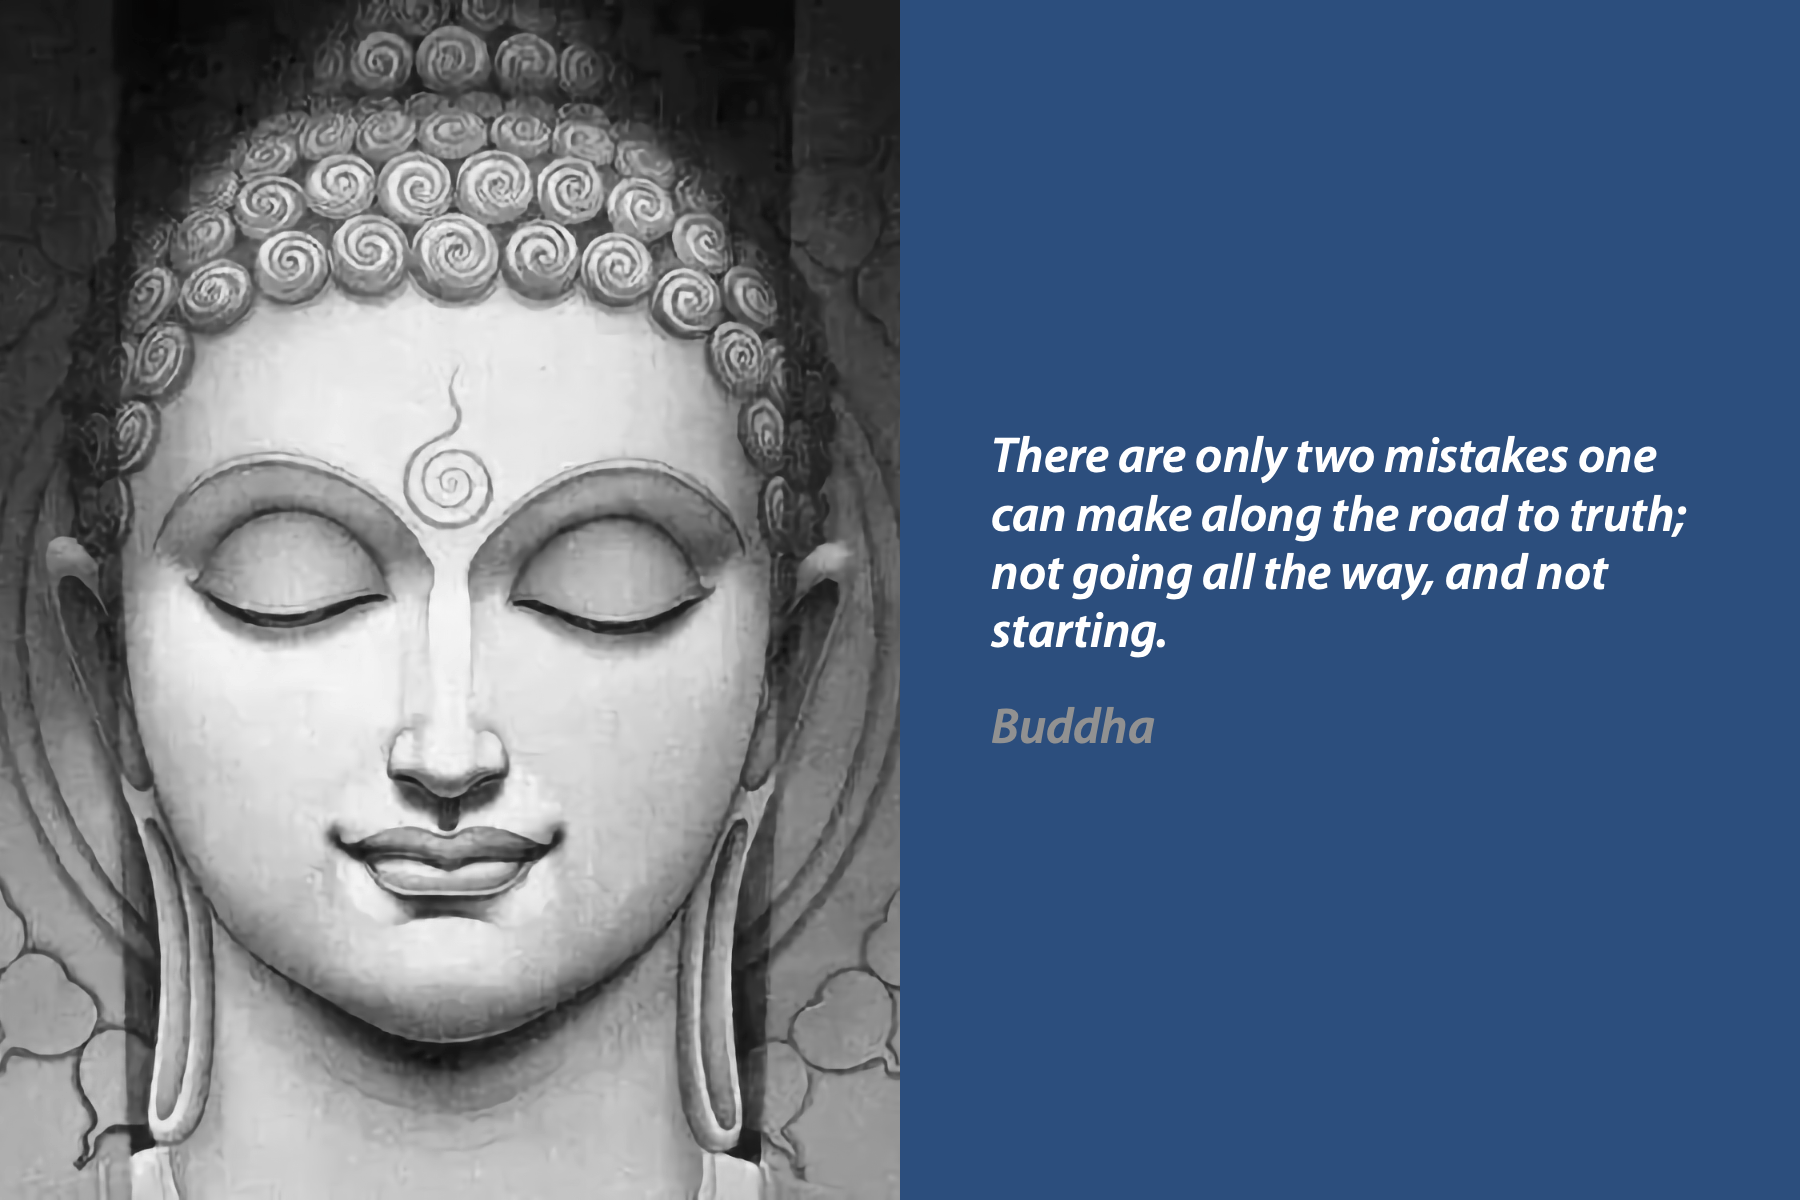 There are only two mistakes one
can make along the road to truth;
not going all the way, and not
starting.
Buddha